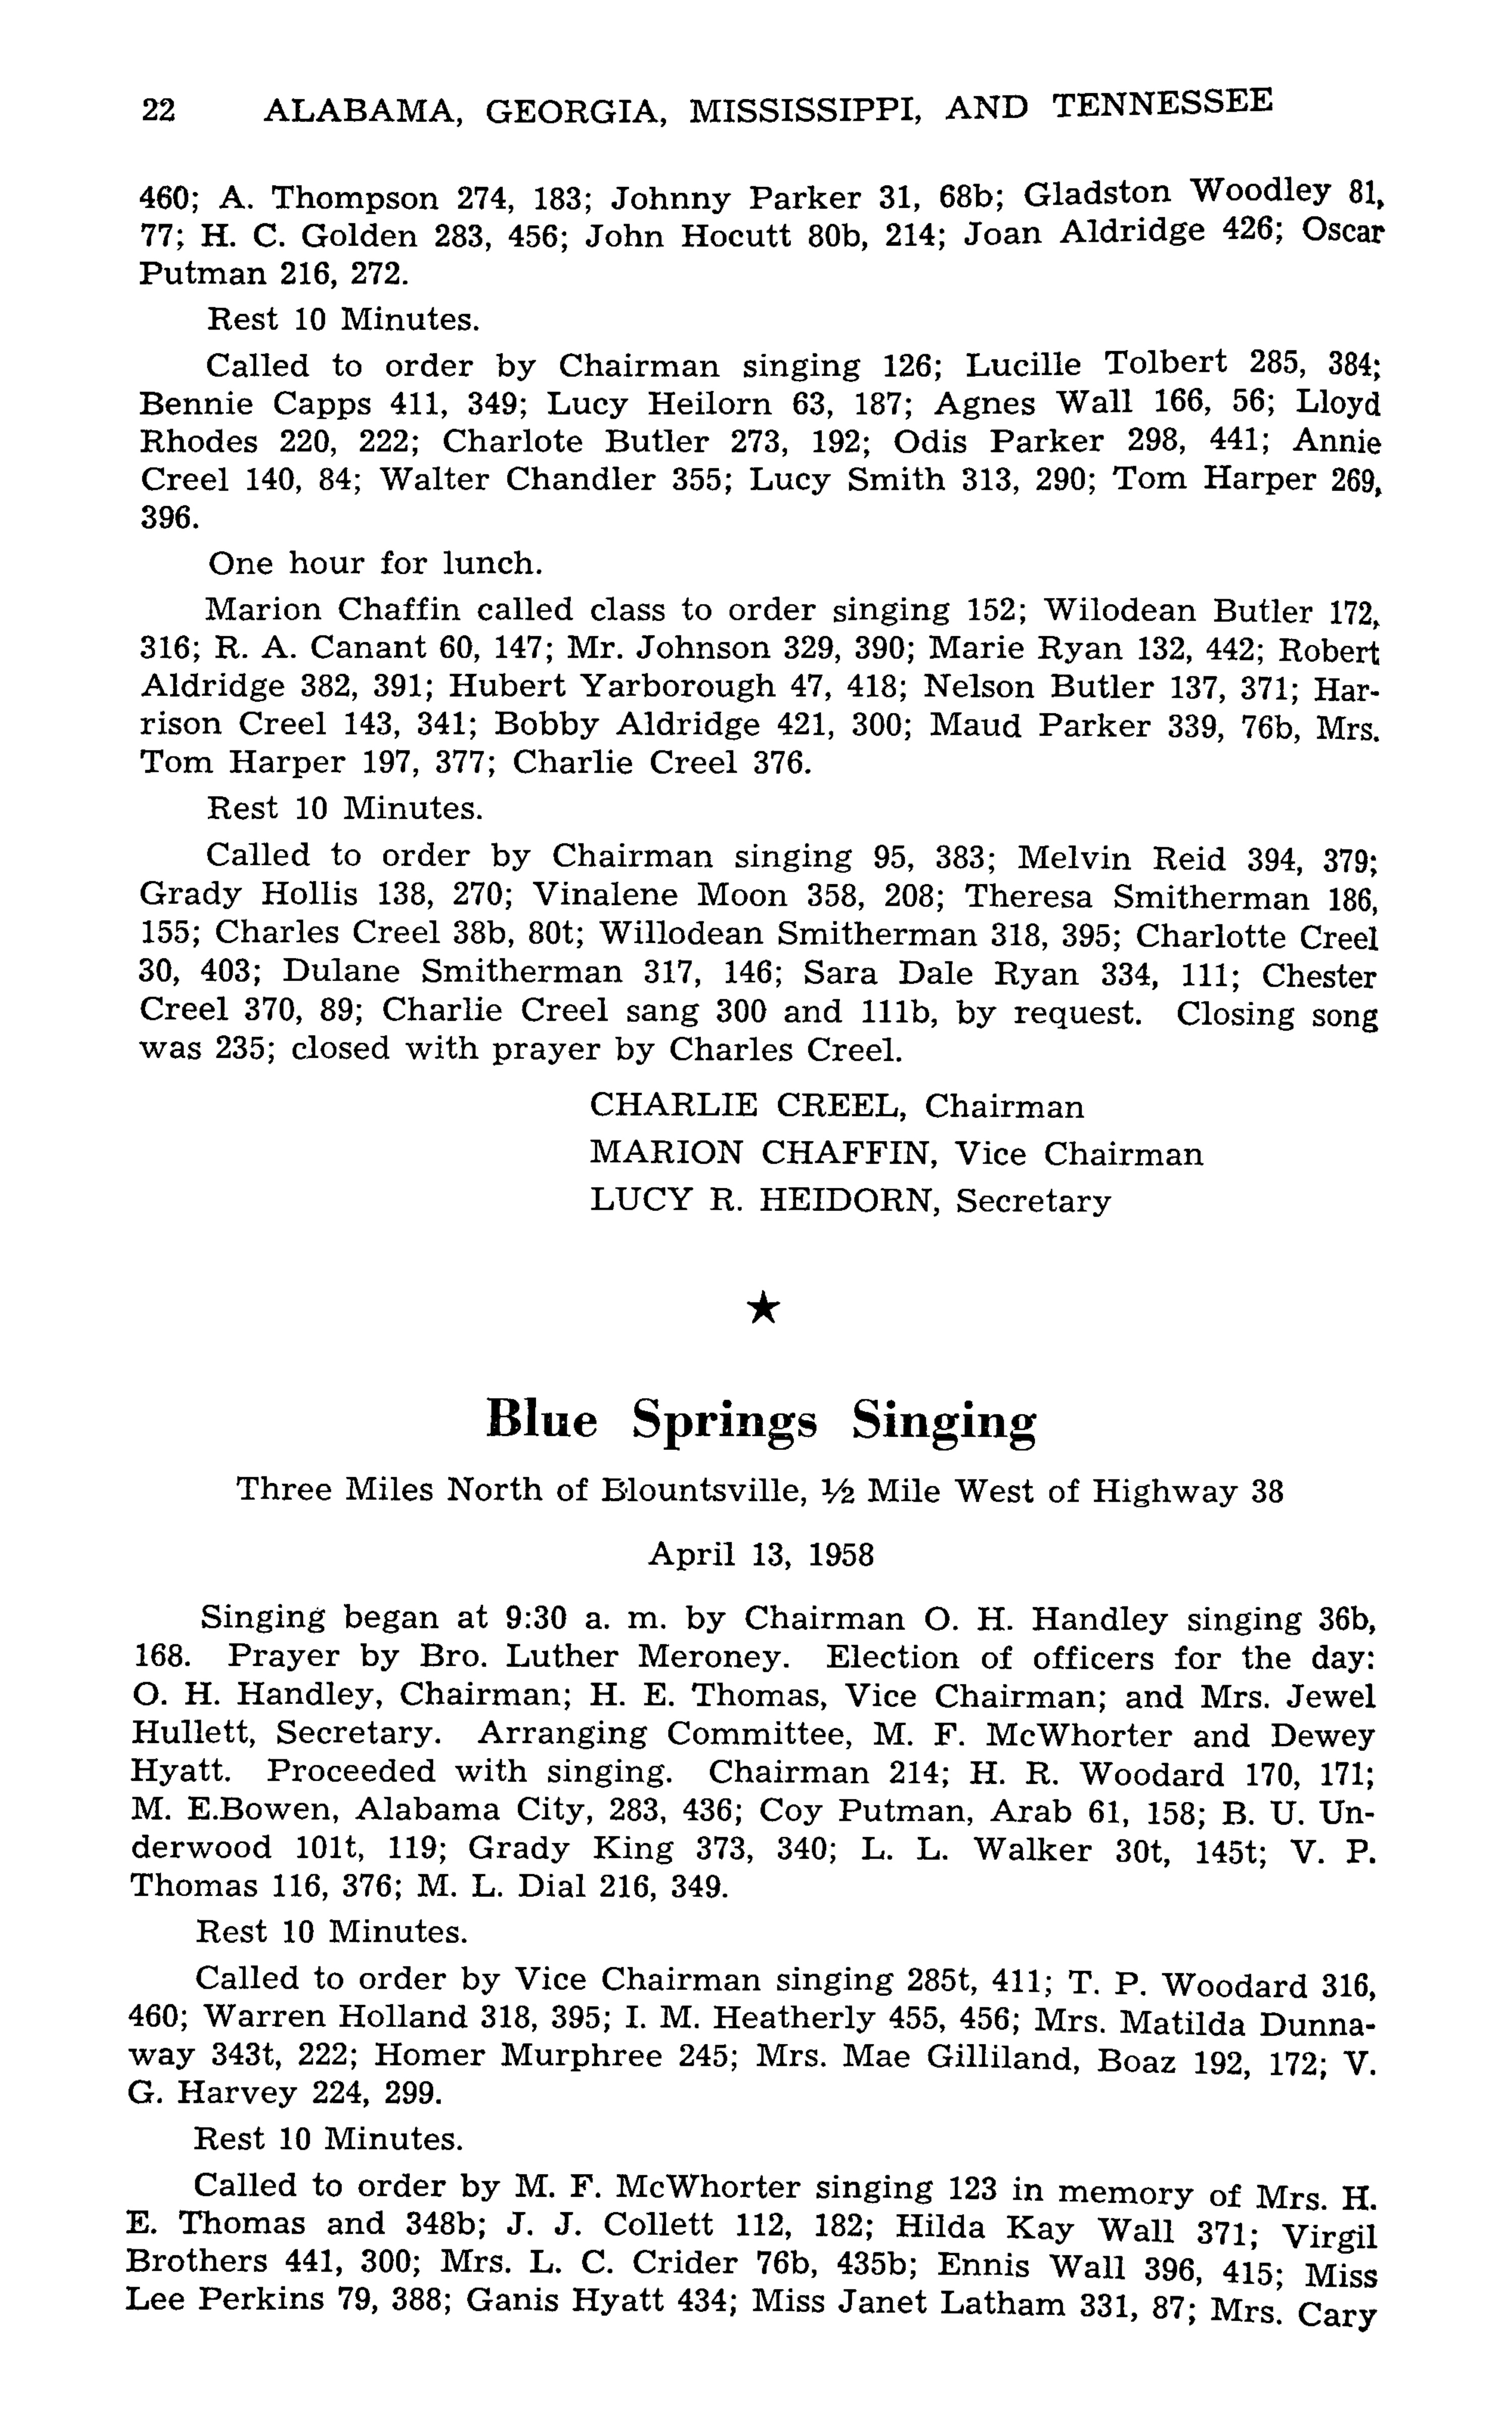 22 ALABAMA, GEORGIA, MISSISSIPPI, AND TENNESSEE
460; A. Thompson 274, 183; Johnny Parker 31, 68b; Gladston Woodley 81,
77; H. C. Golden 283, 456; John Hocutt 80b, 214; Joan Aldridge 426; Oscar
Putman 216, 272.
Rest 10 Minutes.
Called to order by Chairman singing 126; Lucille Tolbert 285, 384;
Bennie Capps 411, 349; Lucy Heilorn 63, 187; Agnes Wall 166, 56; Lloyd
Rhodes 220, 222; Charlote Butler 273, 192; Odis Parker 298, 441; Annie
Creel 140, 84; Walter Chandler 355; Lucy Smith 313, 290; Tom Harper 269,
396.
One hour for lunch.
Marion Chaffin called class to order singing 152; Wilodean Butler 172,
316; R. A. Canant 60, 147; Mr. Johnson 329, 390; Marie Ryan 132, 442; Robert
Aldridge 382, 391; Hubert Yarborough 47, 418; Nelson Butler 137, 371; Har-
rison Creel 143, 341; Bobby Aldridge 421, 300; Maud Parker 339, 76b, Mrs.
Tom Harper 197, 377; Charlie Creel 376.
Rest 10 Minutes.
Called to order by Chairman singing 95, 383; Melvin Reid 394, 379;
Grady Hollis 138, 270; Vinalene Moon 358, 208; Theresa Smitherman 186,
155; Charles Creel 38b, 80t; Willodean Smitherman 318, 395; Charlotte Creel
30, 403; Dulane Smitherman 317, 146; Sara Dale Ryan 334, 111; Chester
Creel 370, 89; Charlie Creel sang 300 and 111b, by request. Closing song
was 235; closed with prayer by Charles Creel.
CHARLIE CREEL, Chairman
MARION CHAFFIN, Vice Chairman
LUCY R. HEIDORN, Secretary
★
Blue Springs Singing
Three Miles North of Blountsville, ½ Mile West of Highway 38
April 13, 1958
Singing began at 9:30 a. m. by Chairman O. H. Handley singing 36b,
168. Prayer by Bro. Luther Meroney. Election of officers for the day:
O. H. Handley, Chairman; H. E. Thomas, Vice Chairman; and Mrs. Jewel
Hullett, Secretary. Arranging Committee, M. F. McWhorter and Dewey
Hyatt. Proceeded with singing. Chairman 214; H. R. Woodard 170, 171;
M. E.Bowen, Alabama City, 283, 436; Coy Putman, Arab 61, 158; B. U. Un-
derwood 101t, 119; Grady King 373, 340; L. L. Walker 30t, 145t; V. P.
Thomas 116, 376; M. L. Dial 216, 349.
Rest 10 Minutes.
Called to order by Vice Chairman singing 285t, 411; T. P. Woodard 316,
460; Warren Holland 318, 395; I. M. Heatherly 455, 456; Mrs. Matilda Dunna-
way 343t, 222; Homer Murphree 245; Mrs. Mae Gilliland, Boaz 192, 172; V.
G. Harvey 224, 299.
Rest 10 Minutes.
Called to order by M. F. McWhorter singing 123 in memory of Mrs. H.
E. Thomas and 348b; J. J. Collett 112, 182; Hilda Kay Wall 371; Virgil
Brothers 441, 300; Mrs. L. C. Crider 76b, 435b; Ennis Wall 396, 415; Miss
Lee Perkins 79, 388; Ganis Hyatt 434; Miss Janet Latham 331, 87; Mrs. Cary